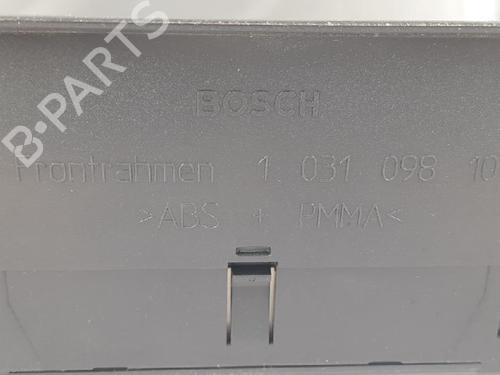 B-PARTS
BOSCH
Frontrahmen 1 031 098 10
>ABS + PMMA<